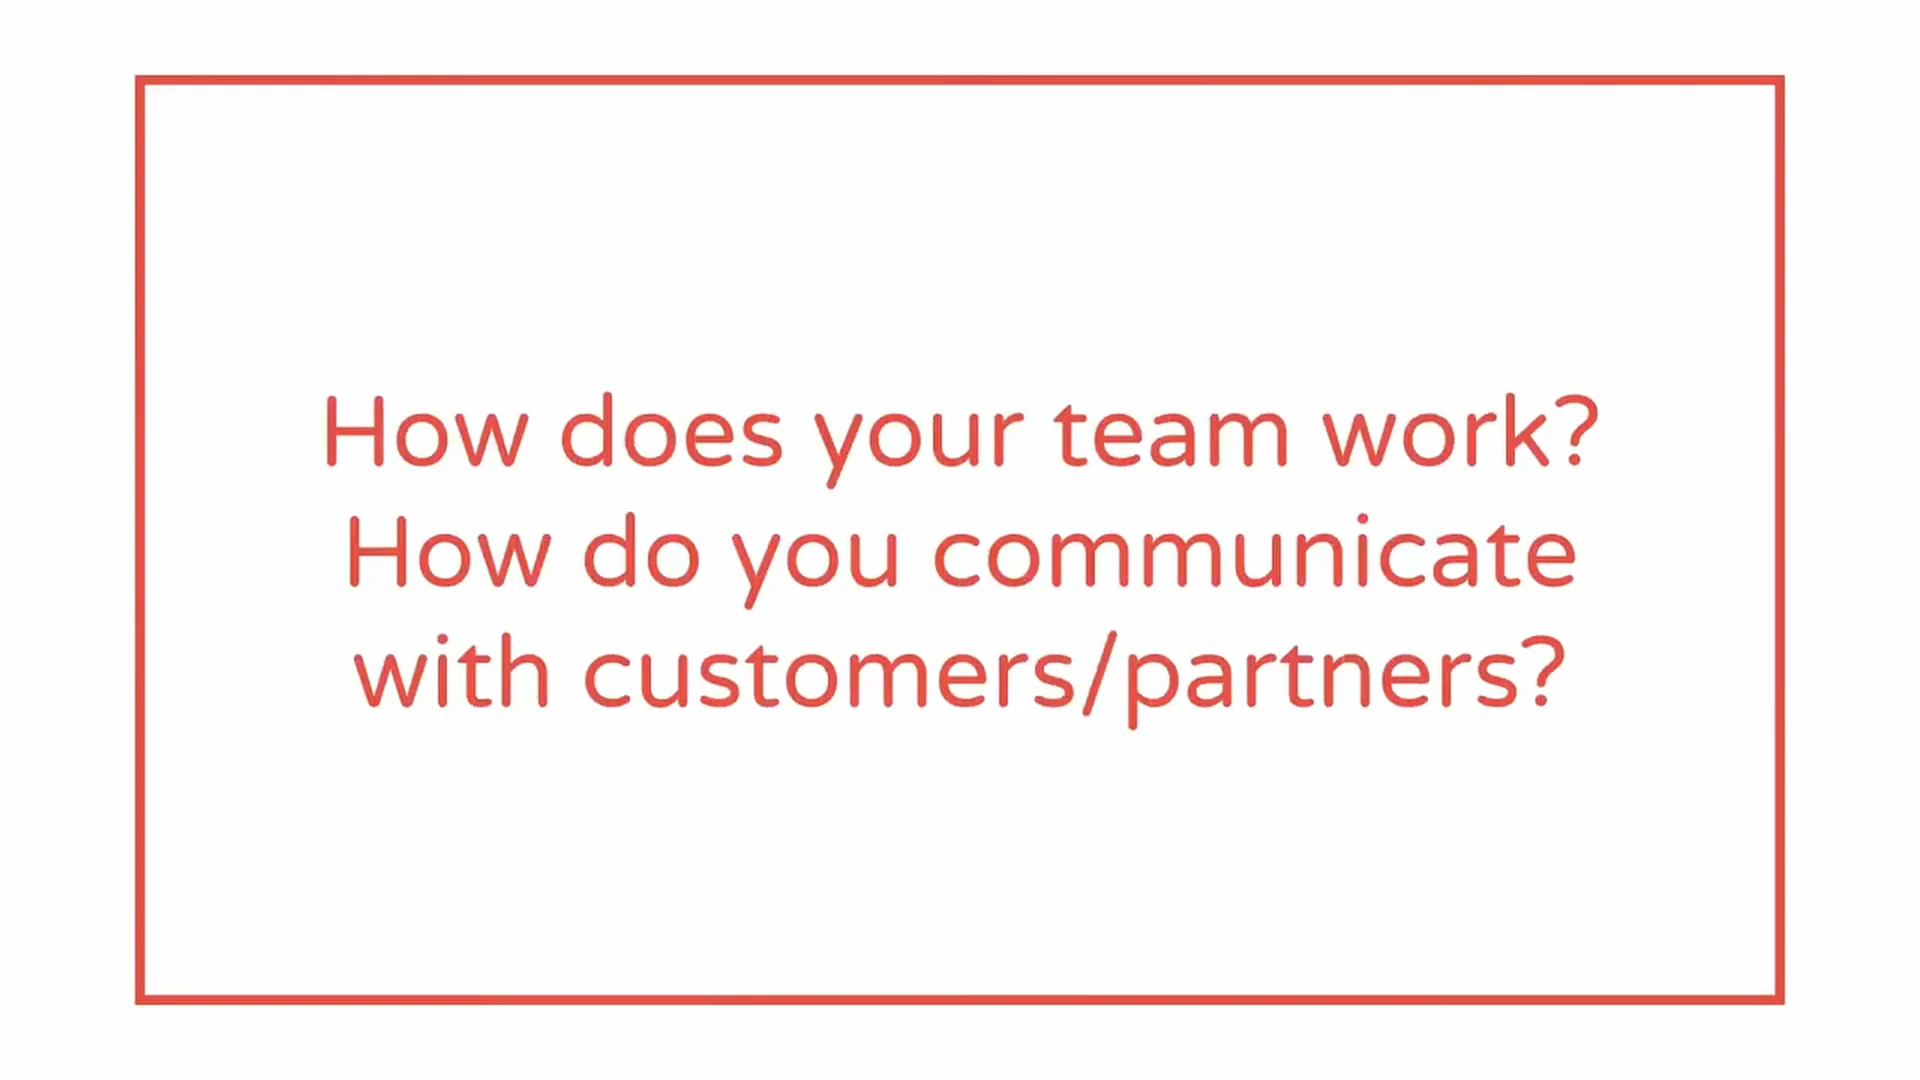 How does your team work?
How do you communicate
with customers/partners?